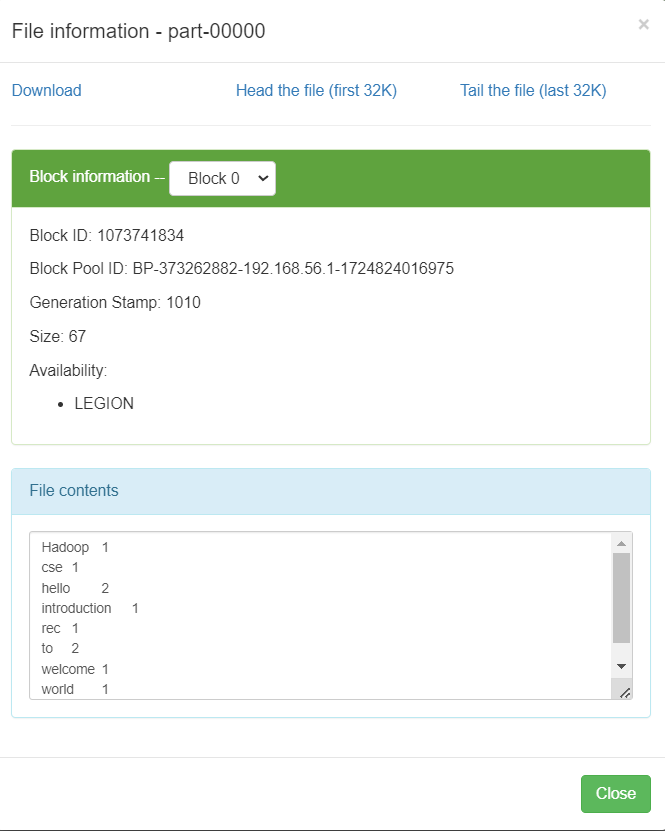 File information - part-00000 ×
Download Head the file (first 32K) Tail the file (last 32K)
Block information -- Block 0
Block ID: 1073741834
Block Pool ID: BP-373262882-192.168.56.1-1724824016975
Generation Stamp: 1010
Size: 67
Availability:
• LEGION
File contents
Hadoop 1
cse 1
hello 2
introduction 1
rec 1
to 2
welcome 1
world 1
Close